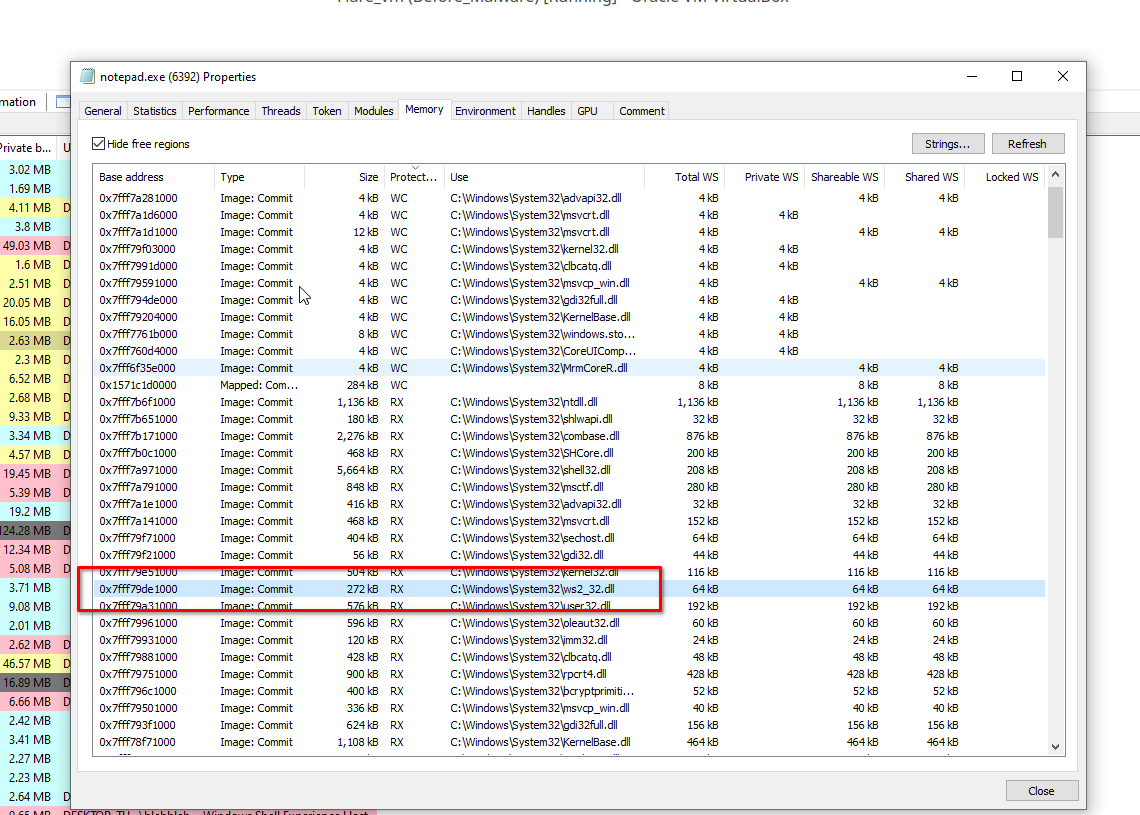 notepad.exe (6392) Properties
mation
General Statistics Performance Threads Token Modules Memory Environment Handles GPU Comment
Private b... U
Hide free regions Strings... Refresh
Base address Type Size Protect... Use Total WS Private WS Shareable WS Shared WS Locked WS
0x7fff7a281000 Image: Commit 4 kB WC C:\Windows\System32\advapi32.dll 4 kB 4 kB 4 kB
0x7fff7a1d6000 Image: Commit 4 kB WC C:\Windows\System32\msvcrt.dll 4 kB 4 kB
0x7fff7a1d1000 Image: Commit 12 kB WC C:\Windows\System32\msvcrt.dll 4 kB 4 kB 4 kB
0x7fff79f03000 Image: Commit 4 kB WC C:\Windows\System32\kernel32.dll 4 kB 4 kB
0x7fff7991d000 Image: Commit 4 kB WC C:\Windows\System32\clbcatq.dll 4 kB 4 kB
0x7fff79591000 Image: Commit 4 kB WC C:\Windows\System32\msvcp_win.dll 4 kB 4 kB 4 kB
0x7fff794de000 Image: Commit 4 kB WC C:\Windows\System32\gdi32full.dll 4 kB 4 kB
0x7fff79204000 Image: Commit 4 kB WC C:\Windows\System32\KernelBase.dll 4 kB 4 kB
0x7fff7761b000 Image: Commit 8 kB WC C:\Windows\System32\windows.sto... 4 kB 4 kB
0x7fff760d4000 Image: Commit 4 kB WC C:\Windows\System32\CoreUIComp... 4 kB 4 kB
0x7fff6f35e000 Image: Commit 4 kB WC C:\Windows\System32\MrmCoreR.dll 4 kB 4 kB 4 kB
0x1571c1d0000 Mapped: Com... 284 kB WC 8 kB 8 kB 8 kB
0x7fff7b6f1000 Image: Commit 1,136 kB RX C:\Windows\System32\ntdll.dll 1,136 kB 1,136 kB 1,136 kB
0x7fff7b651000 Image: Commit 180 kB RX C:\Windows\System32\shlwapi.dll 32 kB 32 kB 32 kB
0x7fff7b171000 Image: Commit 2,276 kB RX C:\Windows\System32\combase.dll 876 kB 876 kB 876 kB
0x7fff7b0c1000 Image: Commit 468 kB RX C:\Windows\System32\SHCore.dll 200 kB 200 kB 200 kB
0x7fff7a971000 Image: Commit 5,664 kB RX C:\Windows\System32\shell32.dll 208 kB 208 kB 208 kB
0x7fff7a791000 Image: Commit 848 kB RX C:\Windows\System32\msctf.dll 280 kB 280 kB 280 kB
0x7fff7a1e1000 Image: Commit 416 kB RX C:\Windows\System32\advapi32.dll 32 kB 32 kB 32 kB
0x7fff7a141000 Image: Commit 468 kB RX C:\Windows\System32\msvcrt.dll 152 kB 152 kB 152 kB
0x7fff79f71000 Image: Commit 404 kB RX C:\Windows\System32\sechost.dll 64 kB 64 kB 64 kB
0x7fff79f21000 Image: Commit 56 kB RX C:\Windows\System32\gdi32.dll 44 kB 44 kB 44 kB
0x7fff79e51000 Image: Commit 504 kB RX C:\Windows\System32\kernel32.dll 116 kB 116 kB 116 kB
0x7fff79de1000 Image: Commit 272 kB RX C:\Windows\System32\ws2_32.dll 64 kB 64 kB 64 kB
0x7fff79a31000 Image: Commit 576 kB RX C:\Windows\System32\user32.dll 192 kB 192 kB 192 kB
0x7fff79961000 Image: Commit 596 kB RX C:\Windows\System32\oleaut32.dll 60 kB 60 kB 60 kB
0x7fff79931000 Image: Commit 120 kB RX C:\Windows\System32\imm32.dll 24 kB 24 kB 24 kB
0x7fff79881000 Image: Commit 428 kB RX C:\Windows\System32\clbcatq.dll 48 kB 48 kB 48 kB
0x7fff79751000 Image: Commit 900 kB RX C:\Windows\System32\rpcrt4.dll 428 kB 428 kB 428 kB
0x7fff796c1000 Image: Commit 400 kB RX C:\Windows\System32\bcryptprimiti... 52 kB 52 kB 52 kB
0x7fff79501000 Image: Commit 336 kB RX C:\Windows\System32\msvcp_win.dll 40 kB 40 kB 40 kB
0x7fff793f1000 Image: Commit 624 kB RX C:\Windows\System32\gdi32full.dll 156 kB 156 kB 156 kB
0x7fff78f71000 Image: Commit 1,108 kB RX C:\Windows\System32\KernelBase.dll 464 kB 464 kB 464 kB
Close
3.02 MB
1.69 MB
4.11 MB D
3.8 MB
49.03 MB D
1.6 MB D
2.51 MB D
20.05 MB D
16.05 MB D
2.63 MB D
2.3 MB D
6.52 MB D
2.68 MB D
9.33 MB D
3.34 MB D
4.57 MB D
19.45 MB D
5.39 MB D
19.2 MB
124.28 MB D
12.34 MB D
5.08 MB D
3.71 MB
9.08 MB
2.01 MB
2.62 MB D
46.57 MB D
16.89 MB D
6.66 MB D
2.42 MB
3.41 MB
2.27 MB
2.23 MB
2.64 MB D